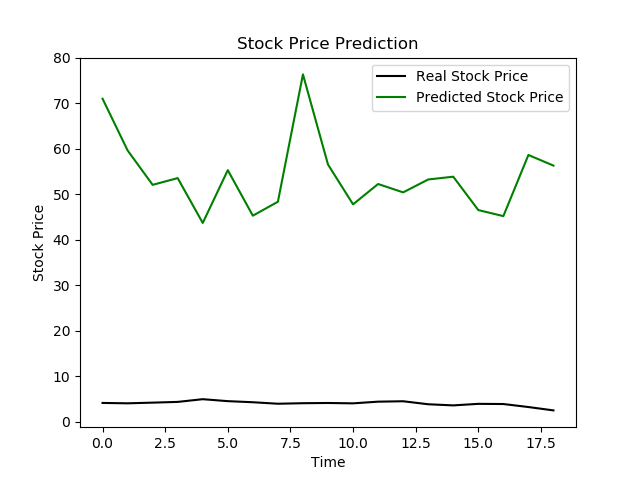 Stock Price Prediction
Real Stock Price
Predicted Stock Price
Stock Price
80
70
60
50
40
30
20
10
0
0.0 2.5 5.0 7.5 10.0 12.5 15.0 17.5
Time